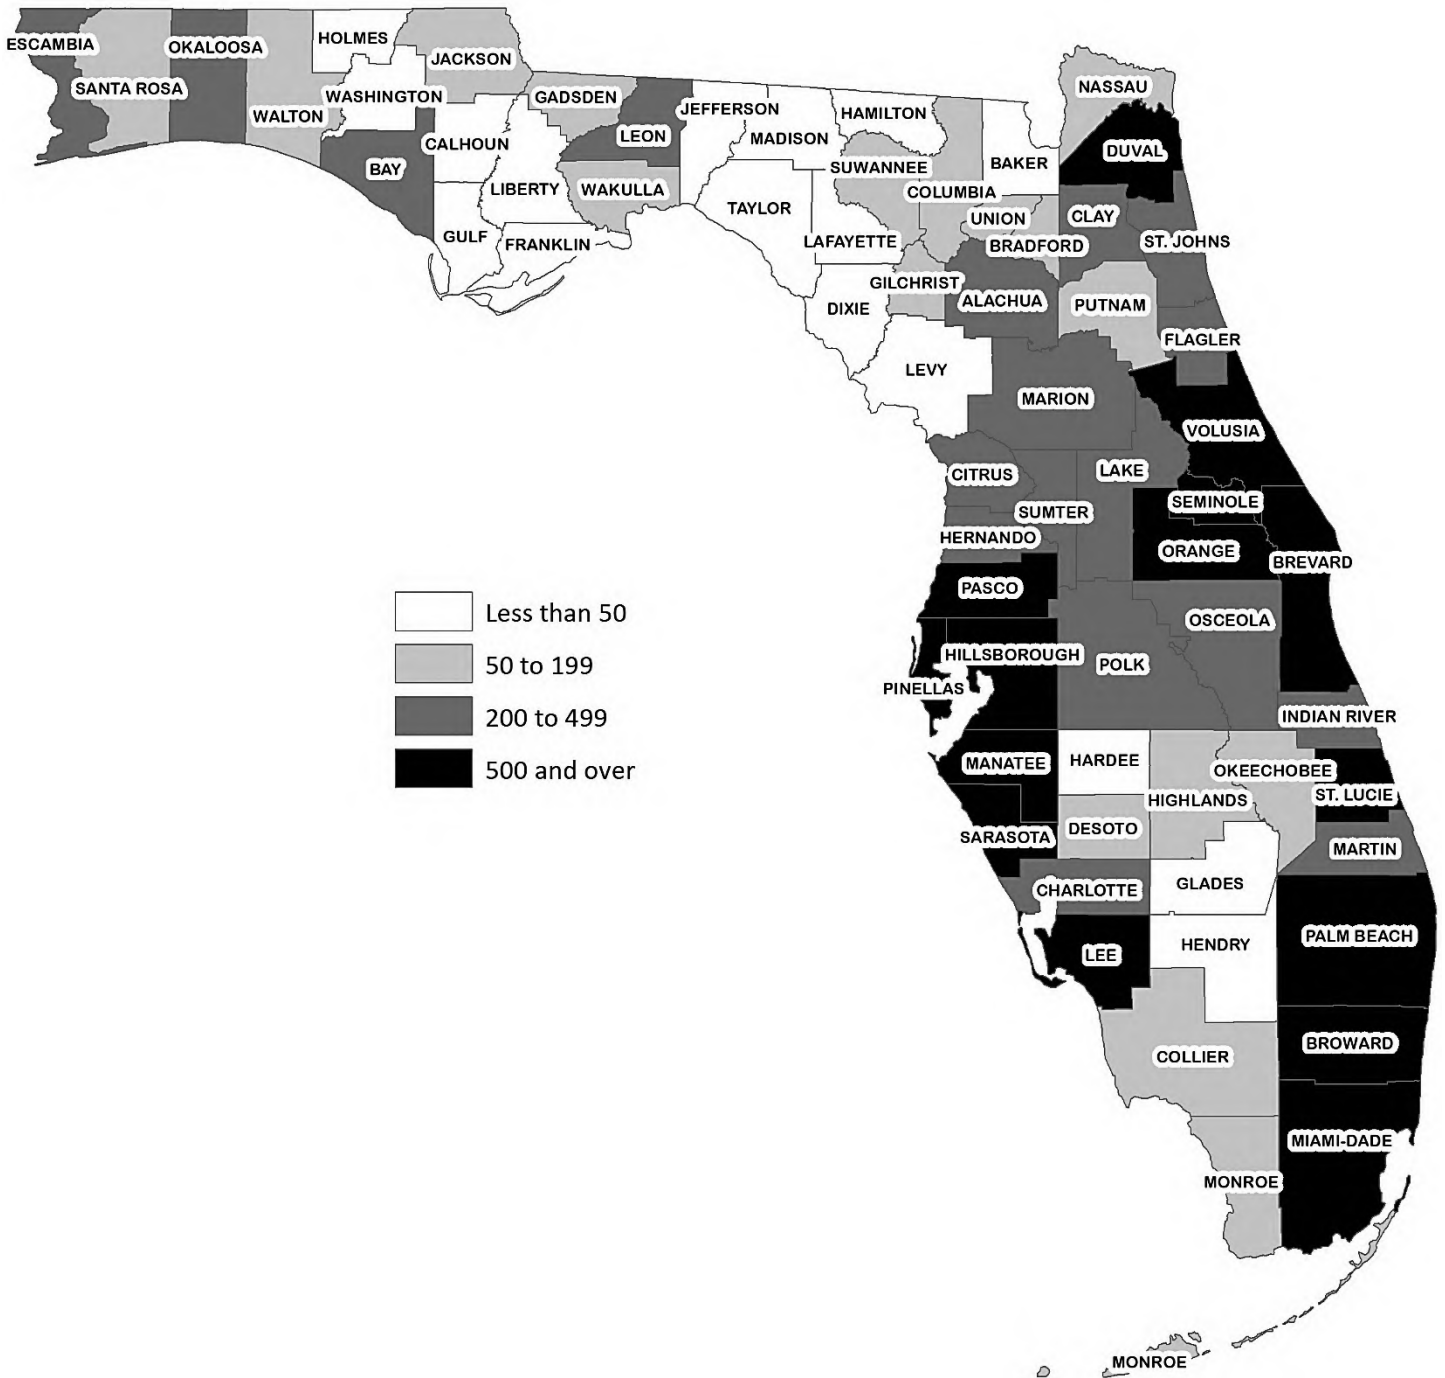 HOLMES
ESCAMBIA
OKALOOSA
JACKSON
SANTA ROSA
WASHINGTON
GADSDEN
NASSAU
WALTON
JEFFERSON
HAMILTON
LEON
MADISON
CALHOUN
DUVAL
BAKER
BAY
SUWANNEE
LIBERTY
WAKULLA
COLUMBIA
TAYLOR
UNION
CLAY
GULF
FRANKLIN
LAFAYETTE
BRADFORD
ST. JOHNS
GILCHRIST
ALACHUA
DIXIE
PUTNAM
FLAGLER
LEVY
MARION
VOLUSIA
CITRUS
LAKE
SEMINOLE
SUMTER
HERNANDO
ORANGE
BREVARD
PASCO
Less than 50
OSCEOLA
HILLSBOROUGH
POLK
50 to 199
PINELLAS
200 to 499
INDIAN RIVER
MANATEE
HARDEE
500 and over
OKEECHOBEE
HIGHLANDS
ST. LUCIE
SARASOTA
DESOTO
MARTIN
CHARLOTTE
GLADES
PALM BEACH
LEE
HENDRY
BROWARD
COLLIER
MIAMI-DADE
MONROE
MONROE